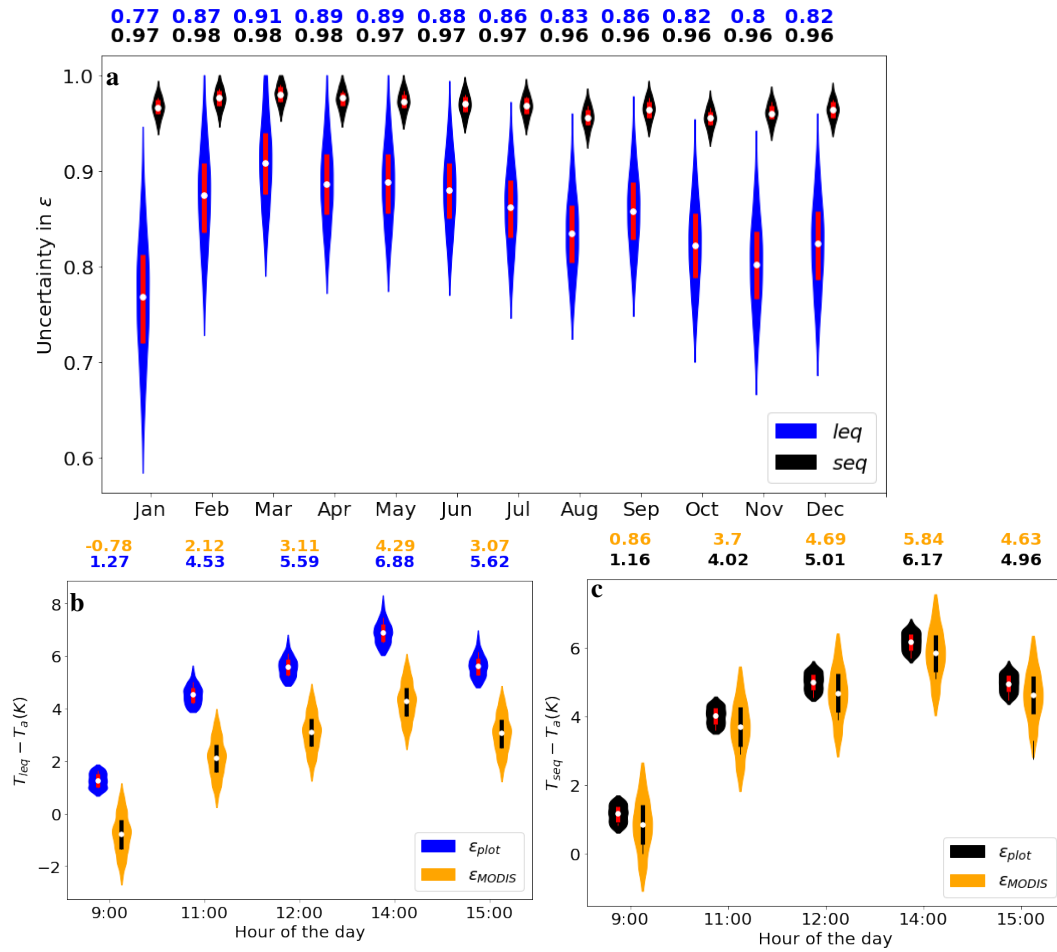 0.77 0.87 0.91 0.89 0.89 0.88 0.86 0.83 0.86 0.82 0.8 0.82
0.97 0.98 0.98 0.98 0.97 0.97 0.97 0.96 0.96 0.96 0.96 0.96
a
Uncertainty in ε
1.0
0.9
0.8
0.7
0.6
leq
seq
Jan Feb Mar Apr May Jun Jul Aug Sep Oct Nov Dec
-0.78 2.12 3.11 4.29 3.07
1.27 4.53 5.59 6.88 5.62
b
T_leq − T_a(K)
8
6
4
2
0
−2
ε_plot
ε_MODIS
9:00 11:00 12:00 14:00 15:00
Hour of the day
0.86 3.7 4.69 5.84 4.63
1.16 4.02 5.01 6.17 4.96
c
T_seq − T_a(K)
6
4
2
0
ε_plot
ε_MODIS
9:00 11:00 12:00 14:00 15:00
Hour of the day